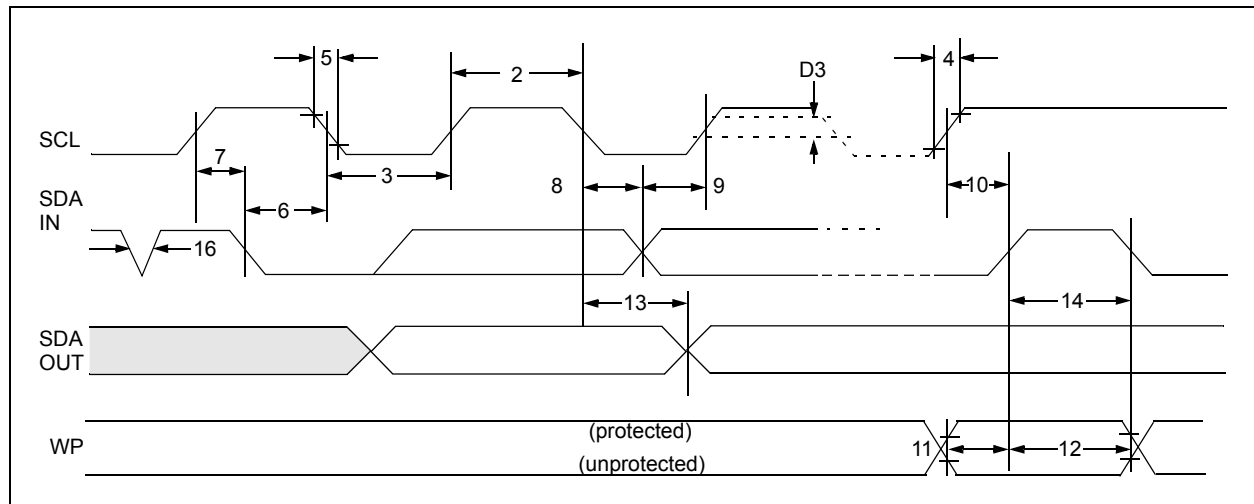 5
2
D3
4
SCL
7
3
8
9
10
SDA
IN
6
16
13
14
SDA
OUT
WP
(protected)
(unprotected)
11
12